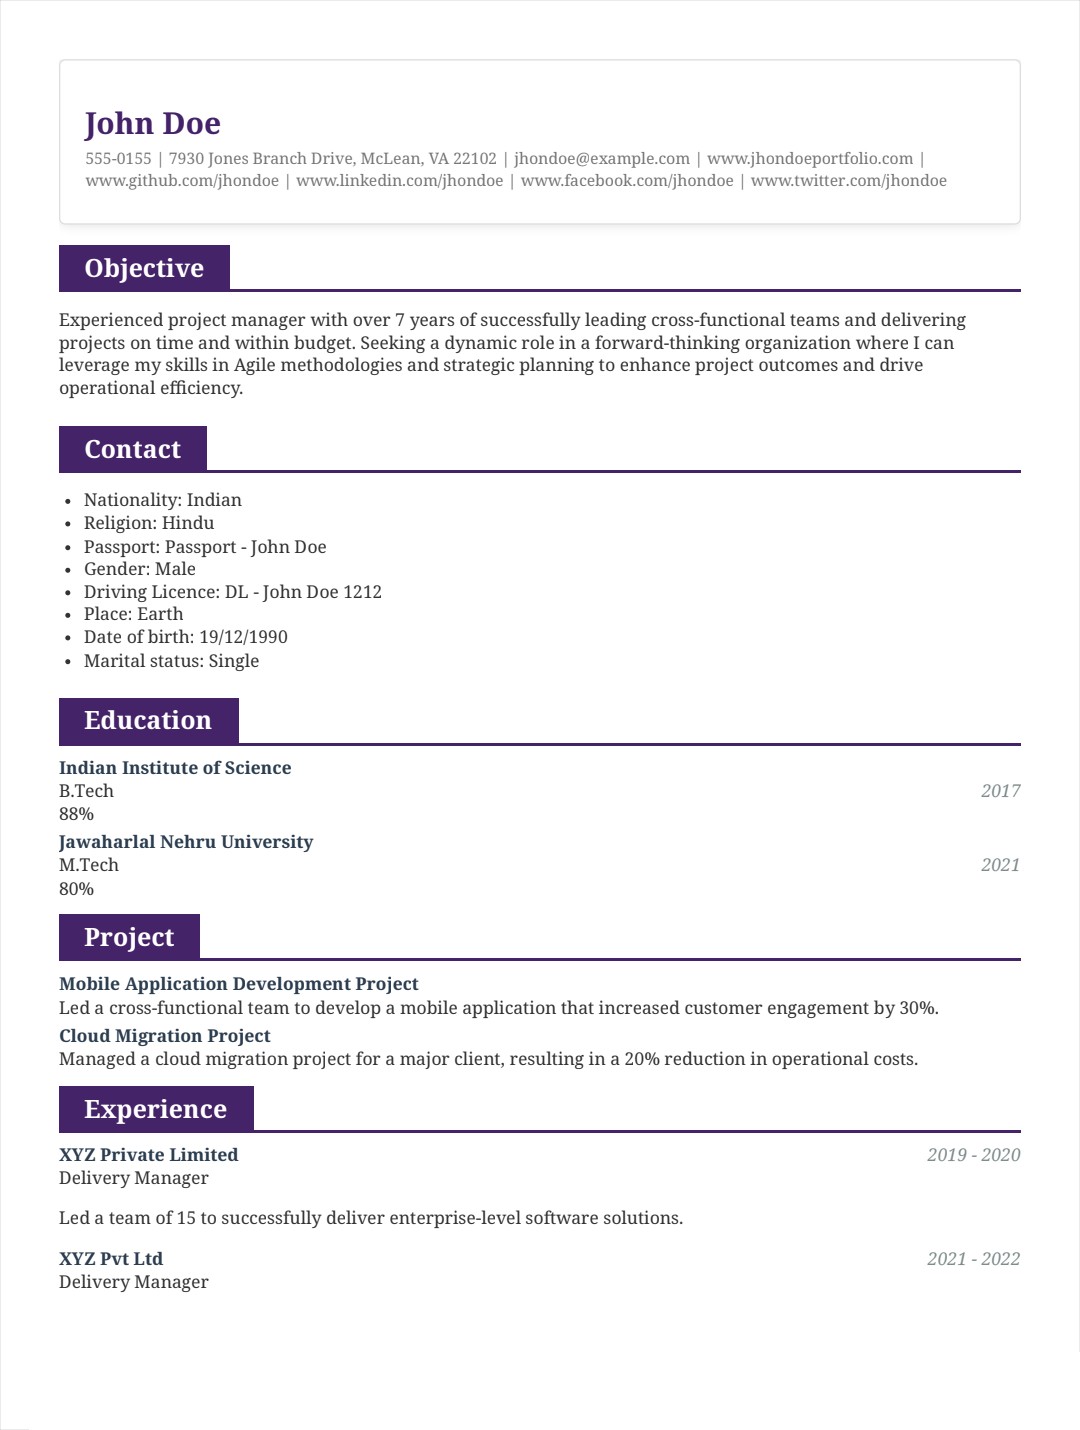 John Doe
555-0155 | 7930 Jones Branch Drive, McLean, VA 22102 | jhondoe@example.com | www.jhondoeportfolio.com |
www.github.com/jhondoe | www.linkedin.com/jhondoe | www.facebook.com/jhondoe | www.twitter.com/jhondoe
Objective
Experienced project manager with over 7 years of successfully leading cross-functional teams and delivering
projects on time and within budget. Seeking a dynamic role in a forward-thinking organization where I can
leverage my skills in Agile methodologies and strategic planning to enhance project outcomes and drive
operational efficiency.
Contact
• Nationality: Indian
• Religion: Hindu
• Passport: Passport - John Doe
• Gender: Male
• Driving Licence: DL - John Doe 1212
• Place: Earth
• Date of birth: 19/12/1990
• Marital status: Single
Education
Indian Institute of Science
B.Tech 2017
88%
Jawaharlal Nehru University
M.Tech 2021
80%
Project
Mobile Application Development Project
Led a cross-functional team to develop a mobile application that increased customer engagement by 30%.
Cloud Migration Project
Managed a cloud migration project for a major client, resulting in a 20% reduction in operational costs.
Experience
XYZ Private Limited 2019 - 2020
Delivery Manager
Led a team of 15 to successfully deliver enterprise-level software solutions.
XYZ Pvt Ltd 2021 - 2022
Delivery Manager